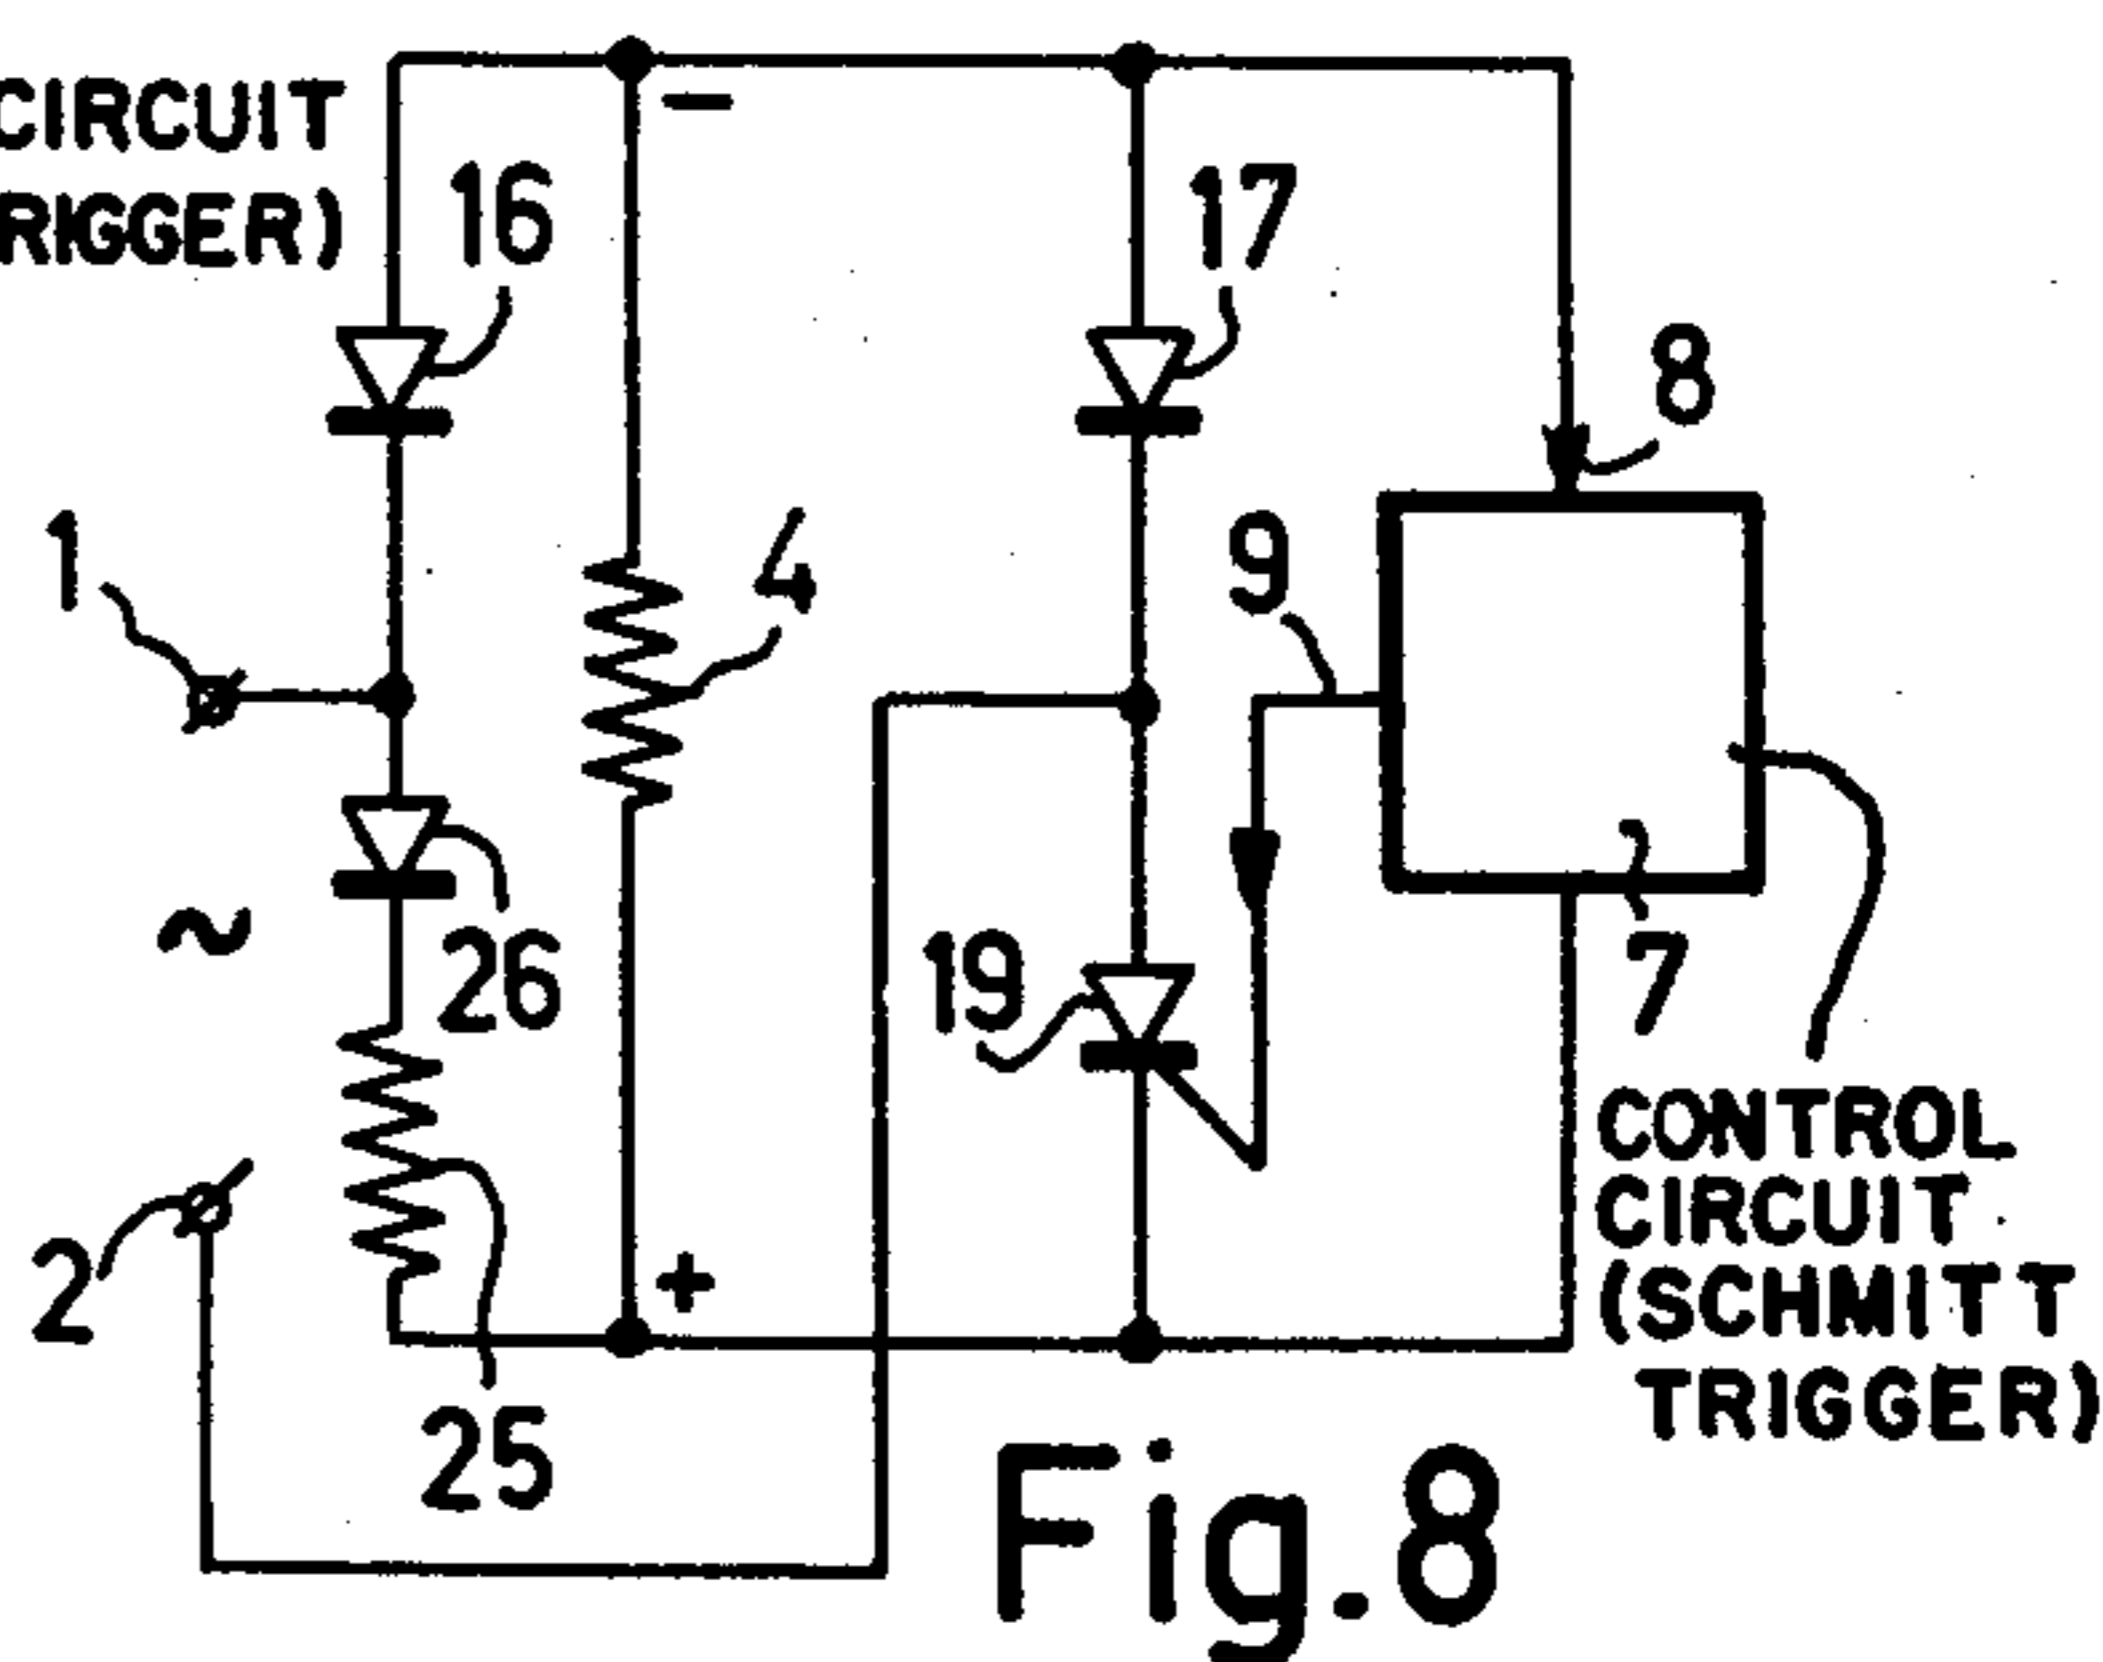 CIRCUIT
RIGGER)
−
16
17
8
1
4
9
~
26
19
7
2
+
25
CONTROL
CIRCUIT
(SCHMITT
TRIGGER)
Fig.8